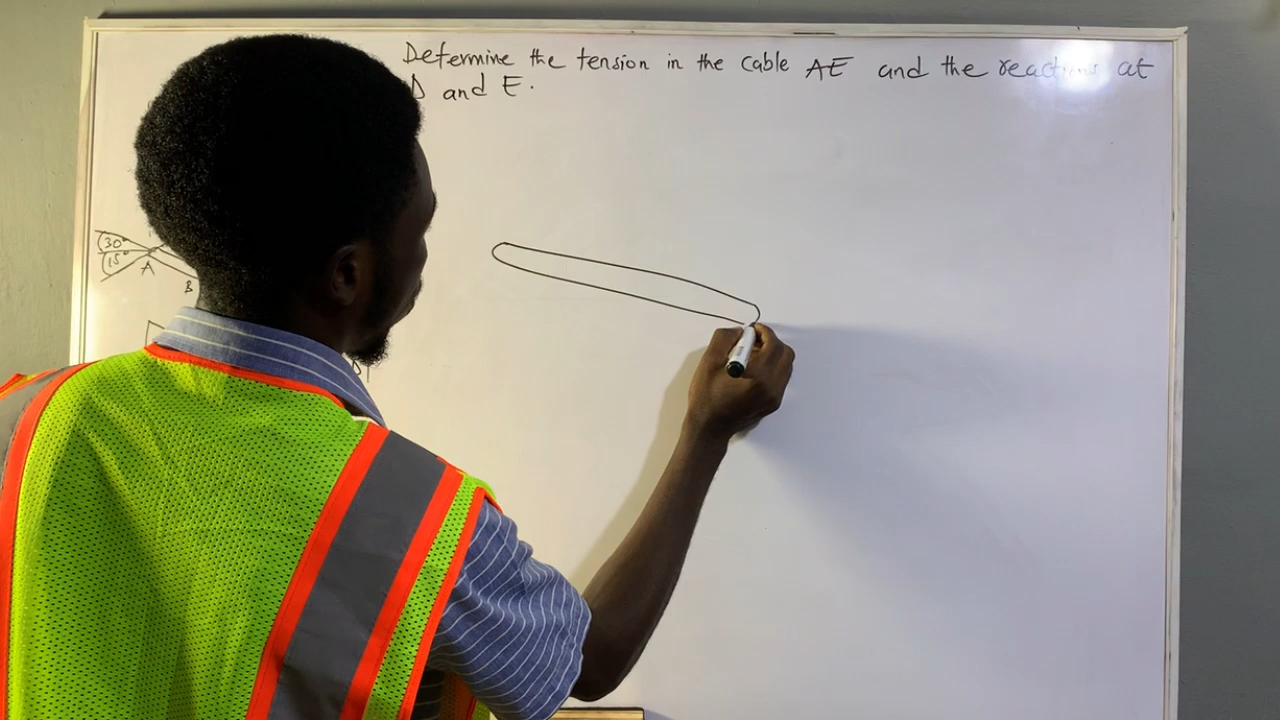 Determine the tension in the cable AE and the reactions at
D and E.
30°
15°
A
B
D